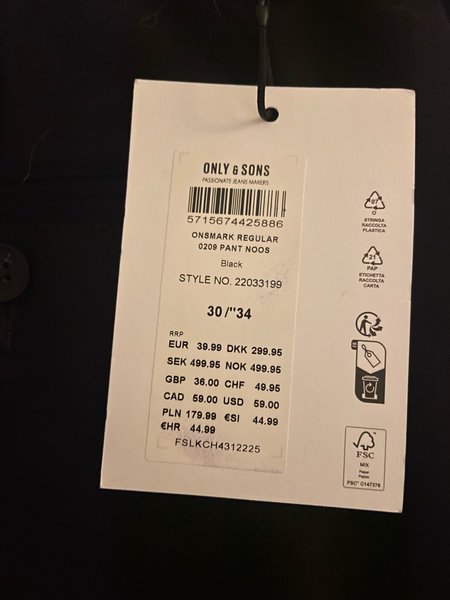 ONLY & SONS
PASSIONATE JEANS MAKERS
5715674425886
ONSMARK REGULAR
0209 PANT NOOS
Black
STYLE NO. 22033199
30/"34
RRP
EUR 39.99 DKK 299.95
SEK 499.95 NOK 499.95
GBP 36.00 CHF 49.95
CAD 59.00 USD 59.00
PLN 179.99 €SI 44.99
€HR 44.99
FSLKCH4312225
07
O
STRINGA
RACCOLTA
PLASTICA
21
PAP
ETICHETTA
RACCOLTA
CARTA
FSC
MIX
Paper
Papier
FSC® C147376